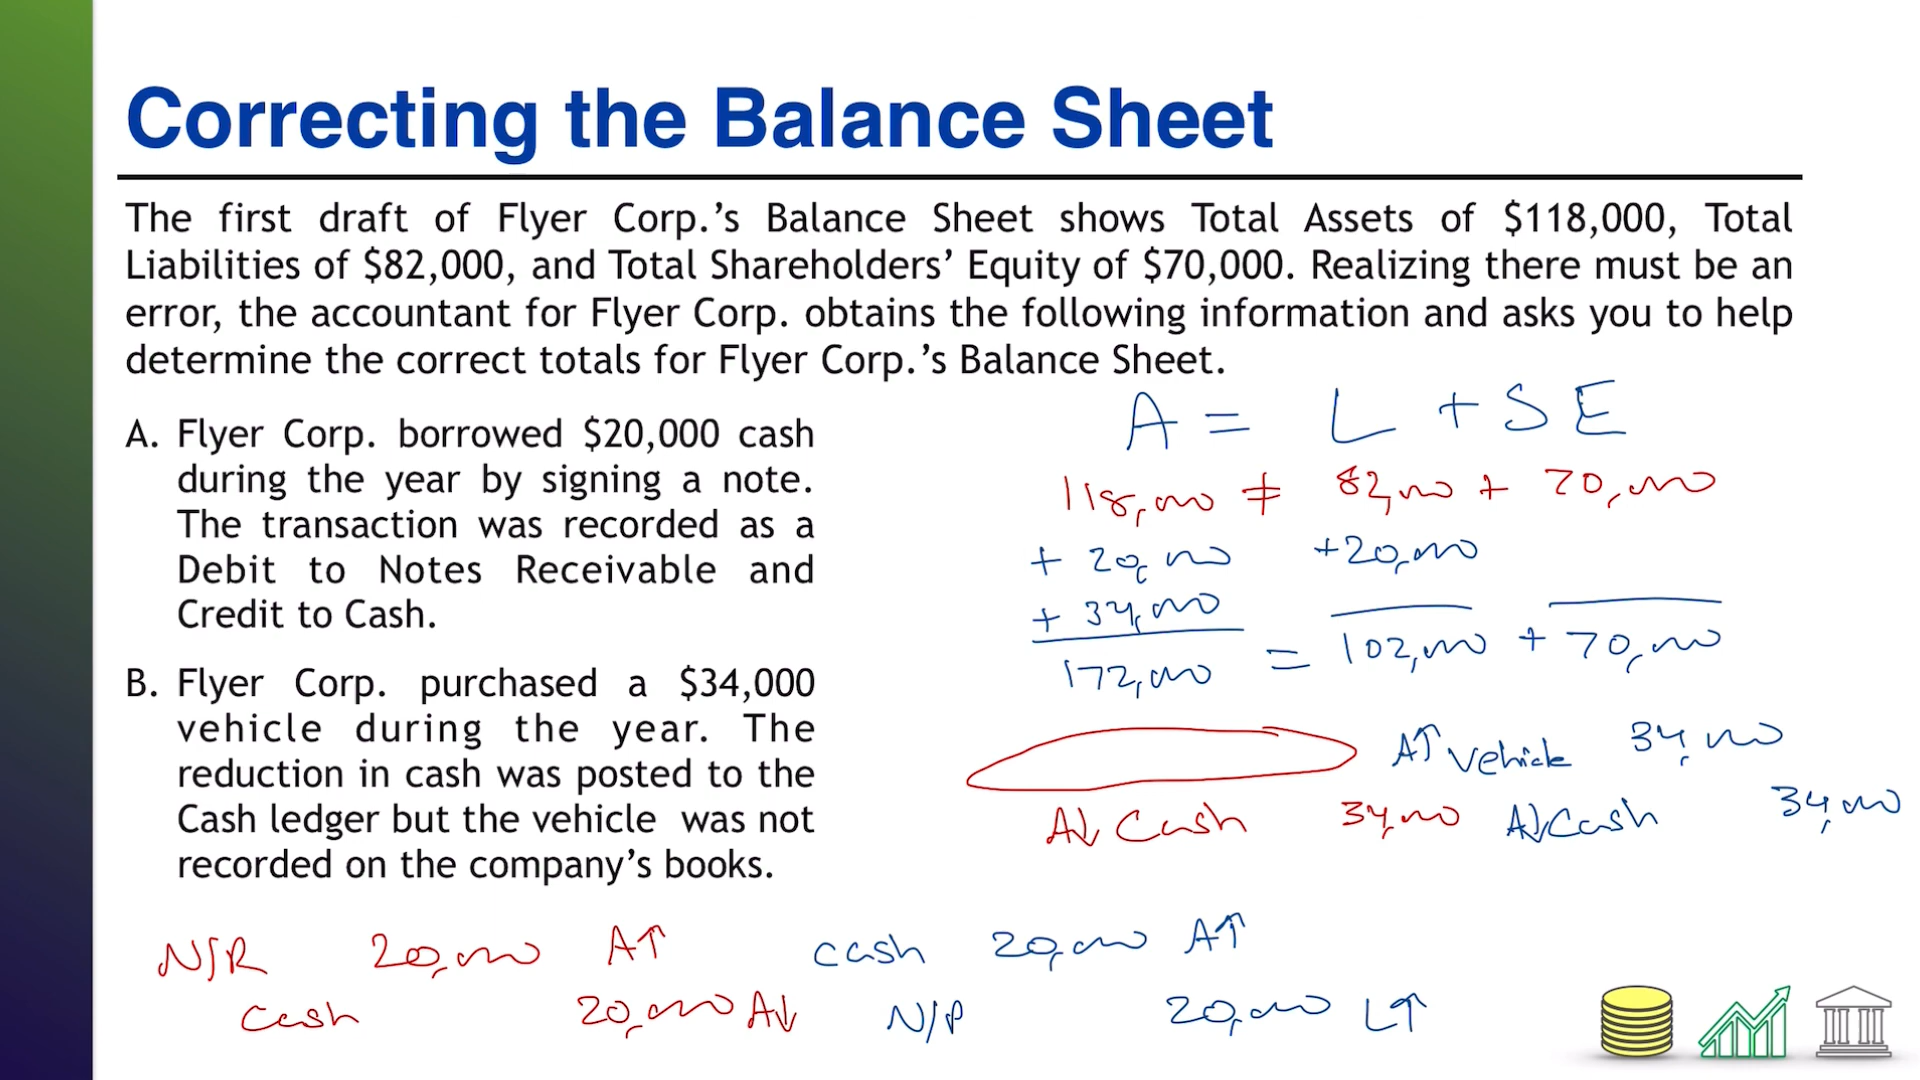 Correcting the Balance Sheet
The first draft of Flyer Corp.’s Balance Sheet shows Total Assets of $118,000, Total
Liabilities of $82,000, and Total Shareholders’ Equity of $70,000. Realizing there must be an
error, the accountant for Flyer Corp. obtains the following information and asks you to help
determine the correct totals for Flyer Corp.’s Balance Sheet.
A. Flyer Corp. borrowed $20,000 cash
during the year by signing a note.
The transaction was recorded as a
Debit to Notes Receivable and
Credit to Cash.
B. Flyer Corp. purchased a $34,000
vehicle during the year. The
reduction in cash was posted to the
Cash ledger but the vehicle was not
recorded on the company’s books.
A = L + SE
118,000 ≠ 82,000 + 70,000
+ 20,000 +20,000
+ 34,000
172,000 = 102,000 + 70,000
A↑ Vehicle 34,000
A↓ Cash 34,000 A↓ Cash 34,000
N/R 20,000 A↑ cash 20,000 A↑
Cash 20,000 A↓ N/P 20,000 L↑